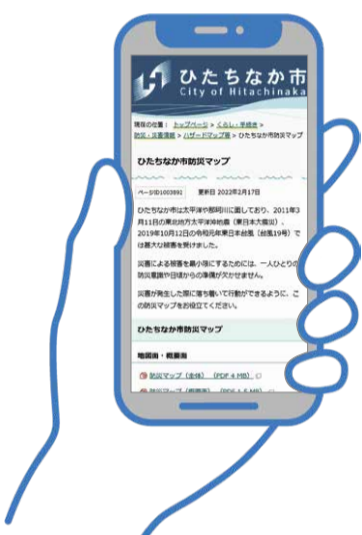 ひたちなか市
City of Hitachinaka
現在の位置： トップページ > くらし・手続き >
防災・災害情報 > ハザードマップ等 > ひたちなか市防災マップ
ひたちなか市防災マップ
ページID1003891 更新日 2022年2月17日
ひたちなか市は太平洋や那珂川に面しており、2011年3
月11日の東北地方太平洋沖地震（東日本大震災）、
2019年10月12日の令和元年東日本台風（台風19号）で
は甚大な被害を受けました。
災害による被害を最小限にするためには、一人ひとりの
防災意識や日頃からの準備が欠かせません。
災害が発生した際に落ち着いて行動ができるように、こ
の防災マップをお役立てください。
ひたちなか市防災マップ
地図面・概要面
防災マップ（全体） （PDF 4 MB）